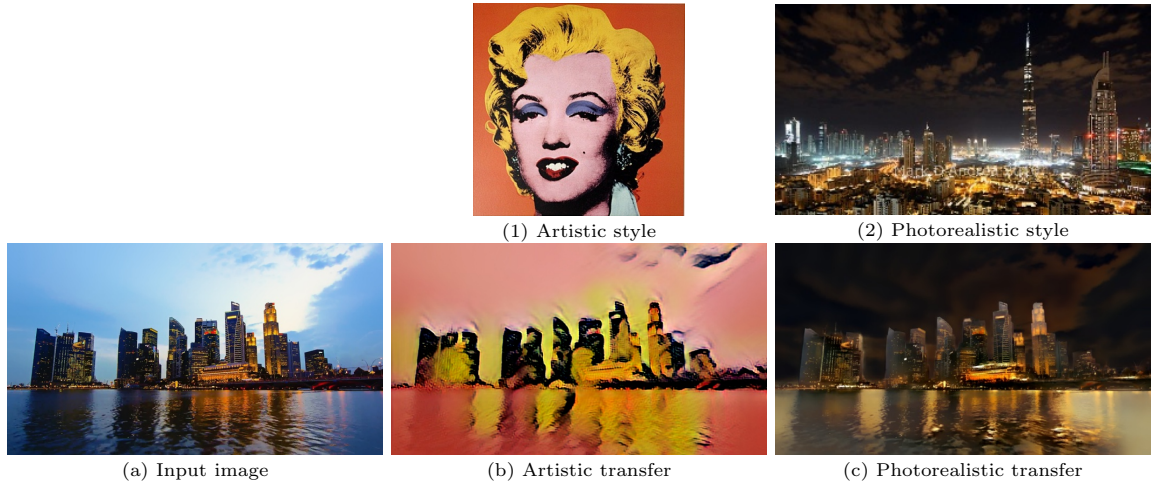 (1) Artistic style
(2) Photorealistic style
(a) Input image
(b) Artistic transfer
(c) Photorealistic transfer